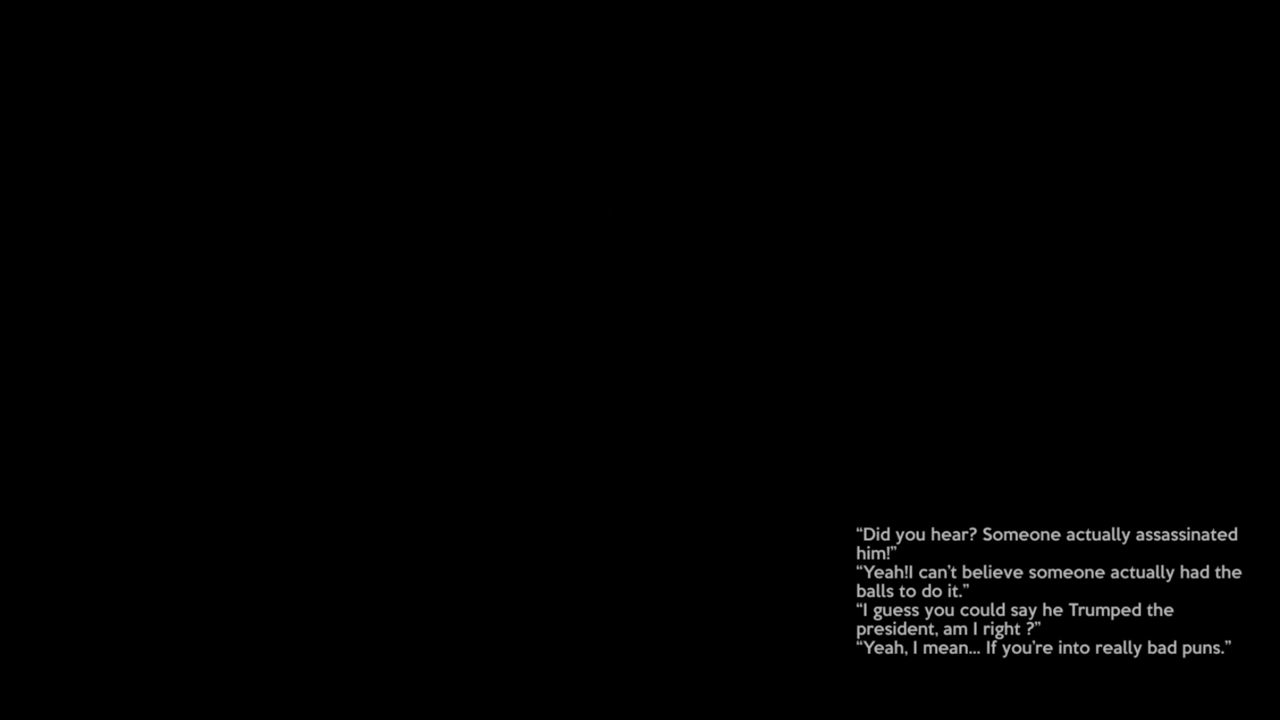 “Did you hear? Someone actually assassinated
him!”
“Yeah!I can’t believe someone actually had the
balls to do it.”
“I guess you could say he Trumped the
president, am I right ?”
“Yeah, I mean... If you’re into really bad puns.”